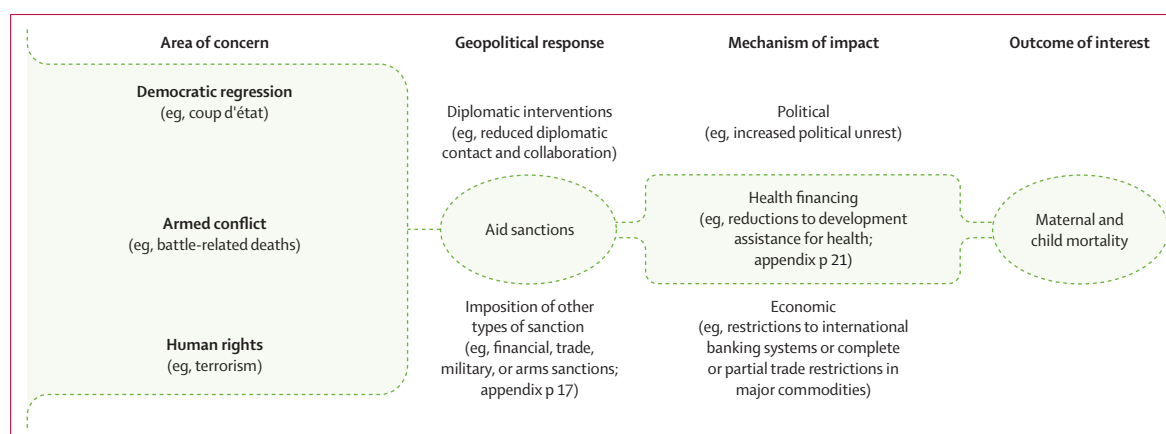 Area of concern
Geopolitical response
Mechanism of impact
Outcome of interest
Democratic regression
(eg, coup d'état)
Armed conflict
(eg, battle-related deaths)
Human rights
(eg, terrorism)
Diplomatic interventions
(eg, reduced diplomatic
contact and collaboration)
Aid sanctions
Imposition of other
types of sanction
(eg, financial, trade,
military, or arms sanctions;
appendix p 17)
Political
(eg, increased political unrest)
Health financing
(eg, reductions to development
assistance for health;
appendix p 21)
Economic
(eg, restrictions to international
banking systems or complete
or partial trade restrictions in
major commodities)
Maternal and
child mortality